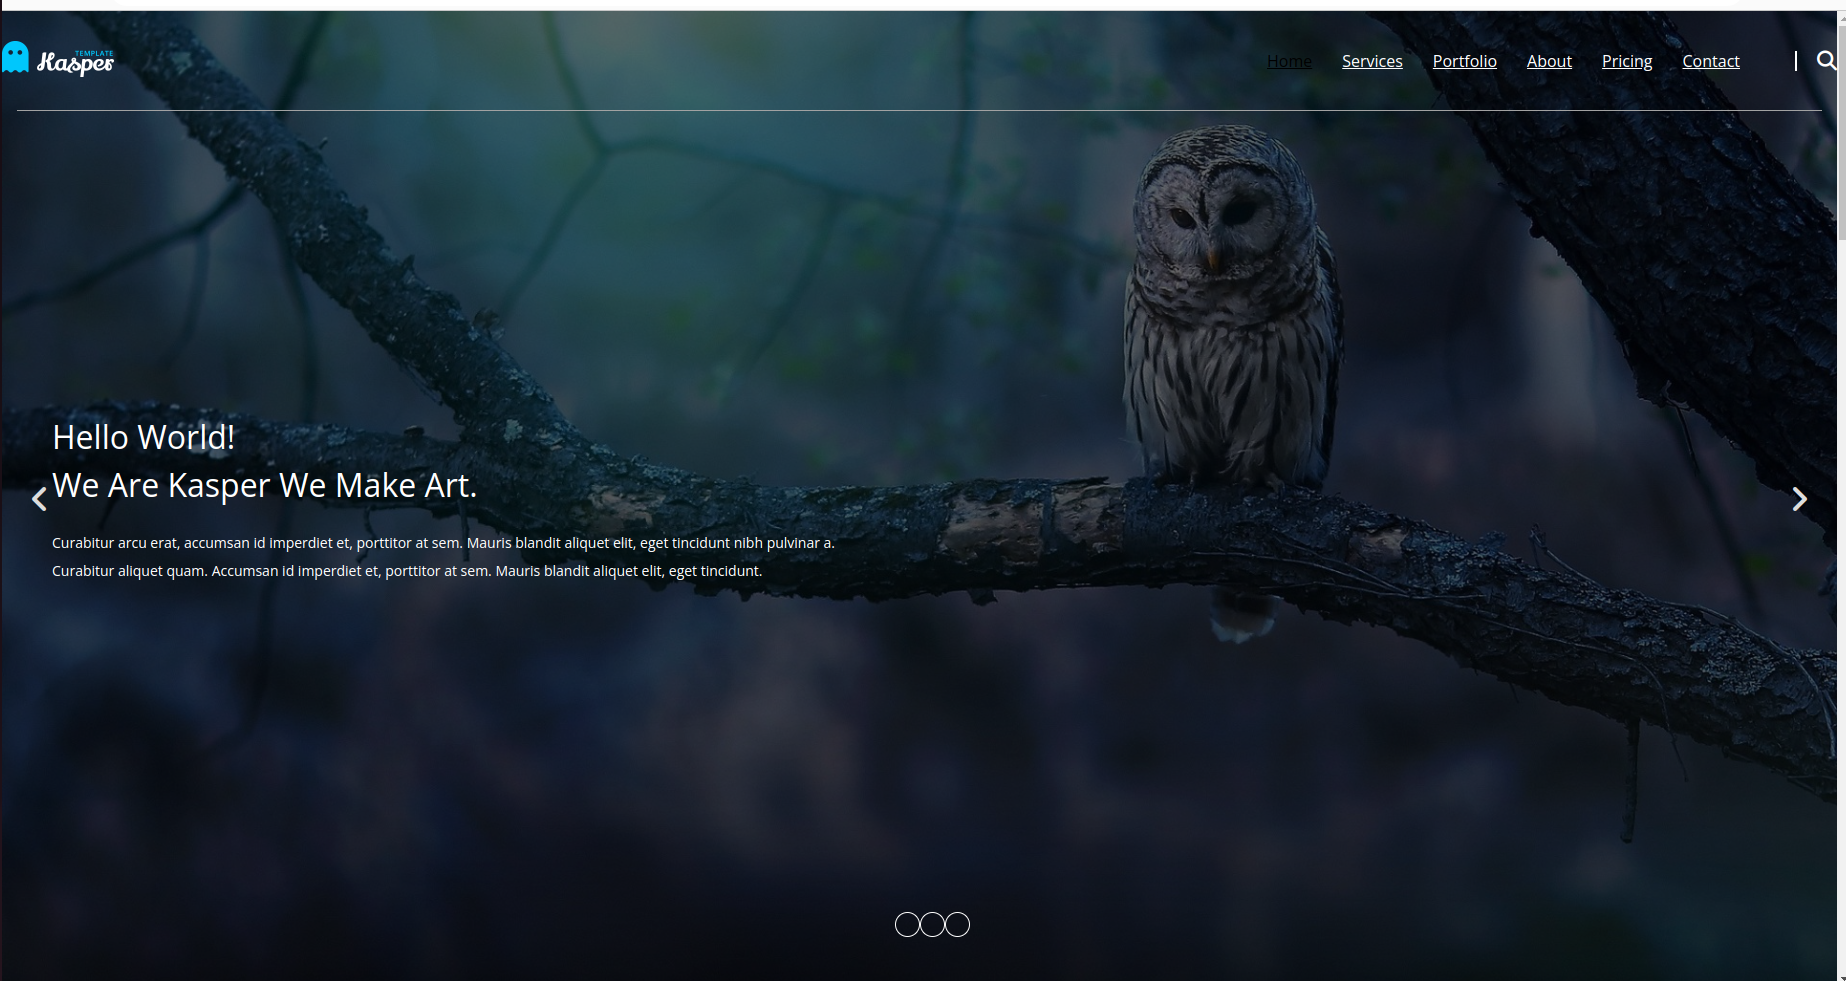 TEMPLATE
Kasper
Home Services Portfolio About Pricing Contact
Hello World!
We Are Kasper We Make Art.
Curabitur arcu erat, accumsan id imperdiet et, porttitor at sem. Mauris blandit aliquet elit, eget tincidunt nibh pulvinar a.
Curabitur aliquet quam. Accumsan id imperdiet et, porttitor at sem. Mauris blandit aliquet elit, eget tincidunt.